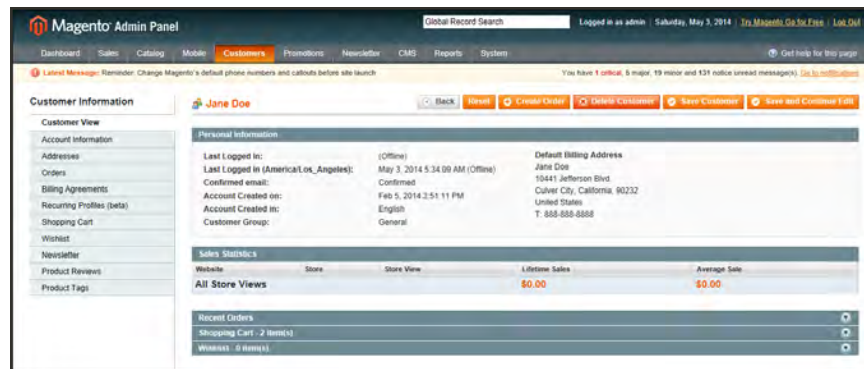 Magento Admin Panel
Global Record Search
Logged in as admin | Saturday, May 3, 2014 | Try Magento Go for Free | Log Out
Dashboard Sales Catalog Mobile Customers Promotions Newsletter CMS Reports System
Get help for this page
Latest Message: Reminder: Change Magento's default phone numbers and callouts before site launch
You have 1 critical, 5 major, 19 minor and 131 notice unread message(s). Go to notifications
Customer Information
Customer View
Account Information
Addresses
Orders
Billing Agreements
Recurring Profiles (beta)
Shopping Cart
Wishlist
Newsletter
Product Reviews
Product Tags
Jane Doe
Back Reset Create Order Delete Customer Save Customer Save and Continue Edit
Personal Information
Last Logged In: (Offline)
Last Logged In (America/Los_Angeles): May 3, 2014 5:34:09 AM (Offline)
Confirmed email: Confirmed
Account Created on: Feb 5, 2014 2:51:11 PM
Account Created in: English
Customer Group: General
Default Billing Address
Jane Doe
10441 Jefferson Blvd.
Culver City, California, 90232
United States
T: 888-888-8888
Sales Statistics
Website Store Store View Lifetime Sales Average Sale
All Store Views $0.00 $0.00
Recent Orders
Shopping Cart - 2 item(s)
Wishlist - 0 item(s)